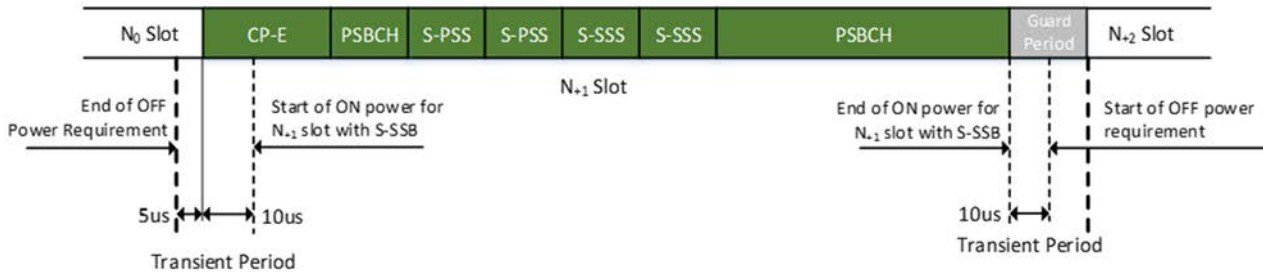 N0 Slot CP-E PSBCH S-PSS S-PSS S-SSS S-SSS PSBCH Guard Period N+2 Slot
N+1 Slot
End of OFF
Power Requirement
Start of ON power for
N+1 slot with S-SSB
End of ON power for
N+1 slot with S-SSB
Start of OFF power
requirement
5us
10us
Transient Period
10us
Transient Period